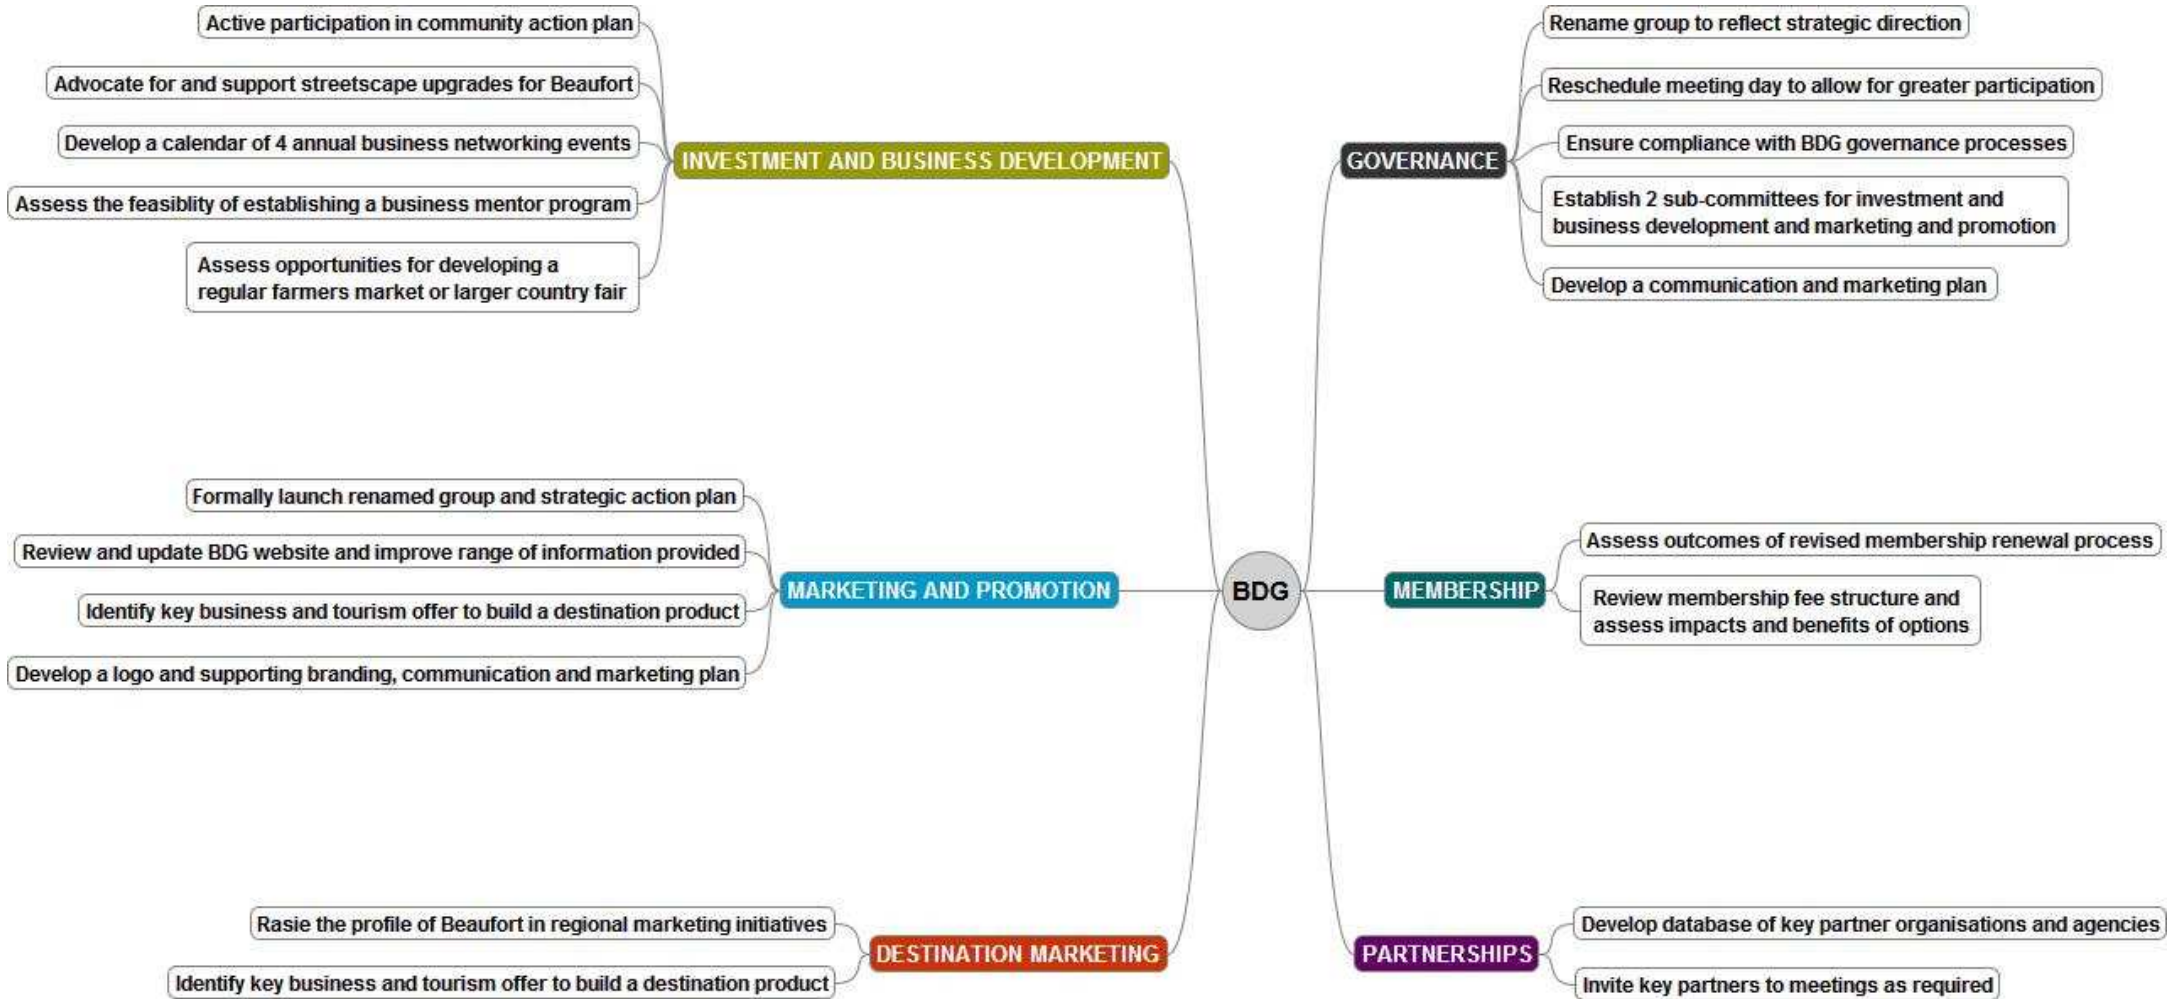 Active participation in community action plan
Advocate for and support streetscape upgrades for Beaufort
Develop a calendar of 4 annual business networking events
Assess the feasiblity of establishing a business mentor program
Assess opportunities for developing a
regular farmers market or larger country fair
INVESTMENT AND BUSINESS DEVELOPMENT
Formally launch renamed group and strategic action plan
Review and update BDG website and improve range of information provided
Identify key business and tourism offer to build a destination product
Develop a logo and supporting branding, communication and marketing plan
MARKETING AND PROMOTION
Rasie the profile of Beaufort in regional marketing initiatives
Identify key business and tourism offer to build a destination product
DESTINATION MARKETING
BDG
GOVERNANCE
Rename group to reflect strategic direction
Reschedule meeting day to allow for greater participation
Ensure compliance with BDG governance processes
Establish 2 sub-committees for investment and
business development and marketing and promotion
Develop a communication and marketing plan
MEMBERSHIP
Assess outcomes of revised membership renewal process
Review membership fee structure and
assess impacts and benefits of options
PARTNERSHIPS
Develop database of key partner organisations and agencies
Invite key partners to meetings as required